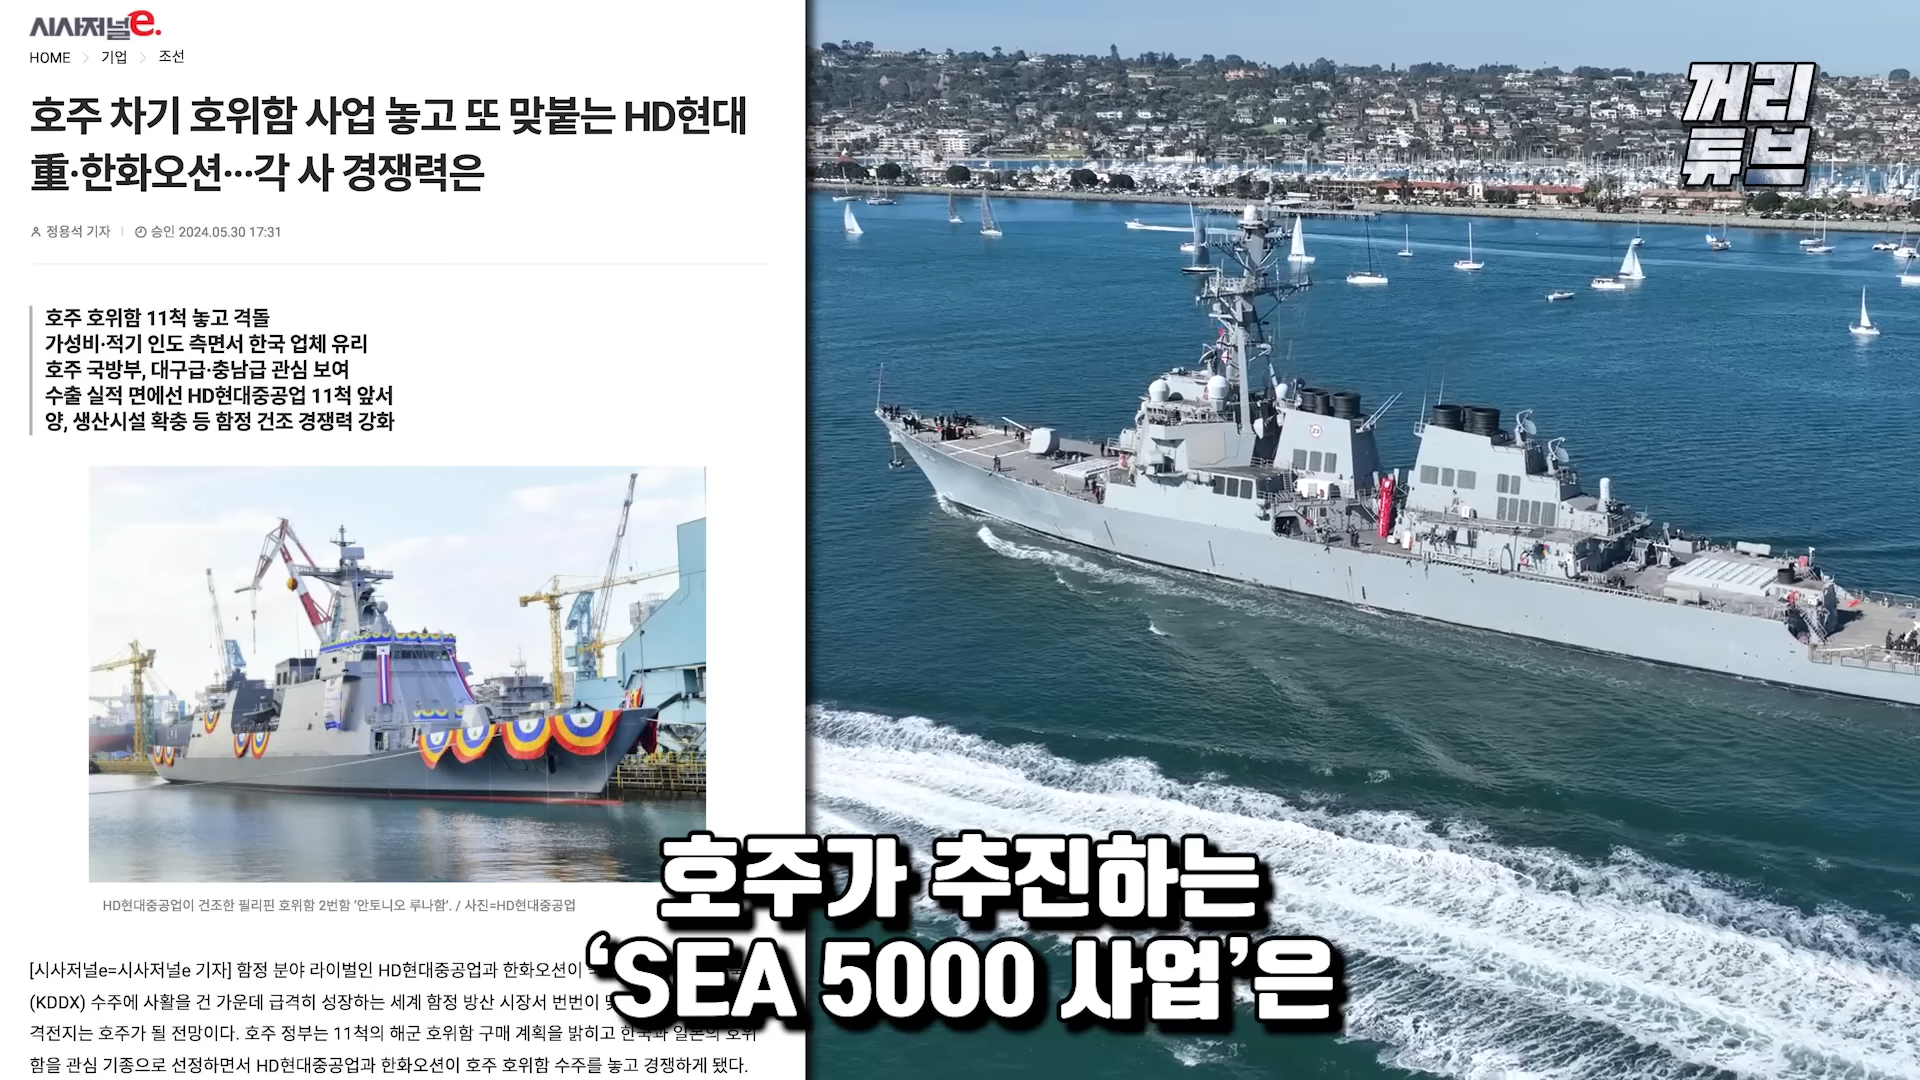 시사저널e.
HOME > 기업 > 조선
호주 차기 호위함 사업 놓고 또 맞붙는 HD현대
重·한화오션…각 사 경쟁력은
정용석 기자 | 승인 2024.05.30 17:31
호주 호위함 11척 놓고 격돌
가성비·적기 인도 측면서 한국 업체 유리
호주 국방부, 대구급·충남급 관심 보여
수출 실적 면에선 HD현대중공업 11척 앞서
양, 생산시설 확충 등 함정 건조 경쟁력 강화
HD현대중공업이 건조한 필리핀 호위함 2번함 '안토니오 루나함'. / 사진=HD현대중공업
[시사저널e=시사저널e 기자] 함정 분야 라이벌인 HD현대중공업과 한화오션이
(KDDX) 수주에 사활을 건 가운데 급격히 성장하는 세계 함정 방산 시장서 번번이
격전지는 호주가 될 전망이다. 호주 정부는 11척의 해군 호위함 구매 계획을 밝히고 한국과 일본의 호위
함을 관심 기종으로 선정하면서 HD현대중공업과 한화오션이 호주 호위함 수주를 놓고 경쟁하게 됐다.
꺼리
튜브
23
호주가 추진하는
‘SEA 5000 사업’은